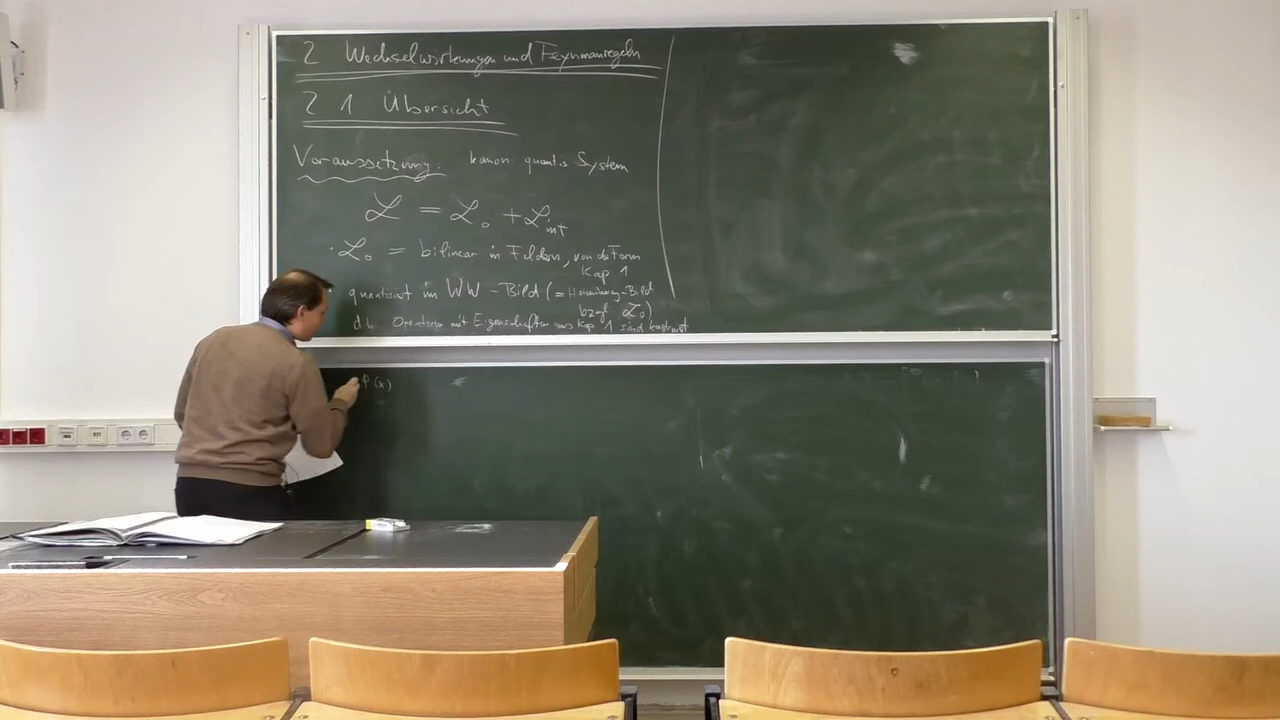 2 Wechselwirkungen und Feynmanregeln
2 1 Übersicht
Voraussetzung: kanon. quantis System
ℒ = ℒ₀ + ℒ_int
· ℒ₀ = bilinear in Feldern, von der Form
Kap 1
quantisiert im WW-Bild (= Heisenberg-Bild
bzgl ℒ₀)
d h Operatoren mit Eigenschaften aus Kap 1 sind konstruiert
φ(x)